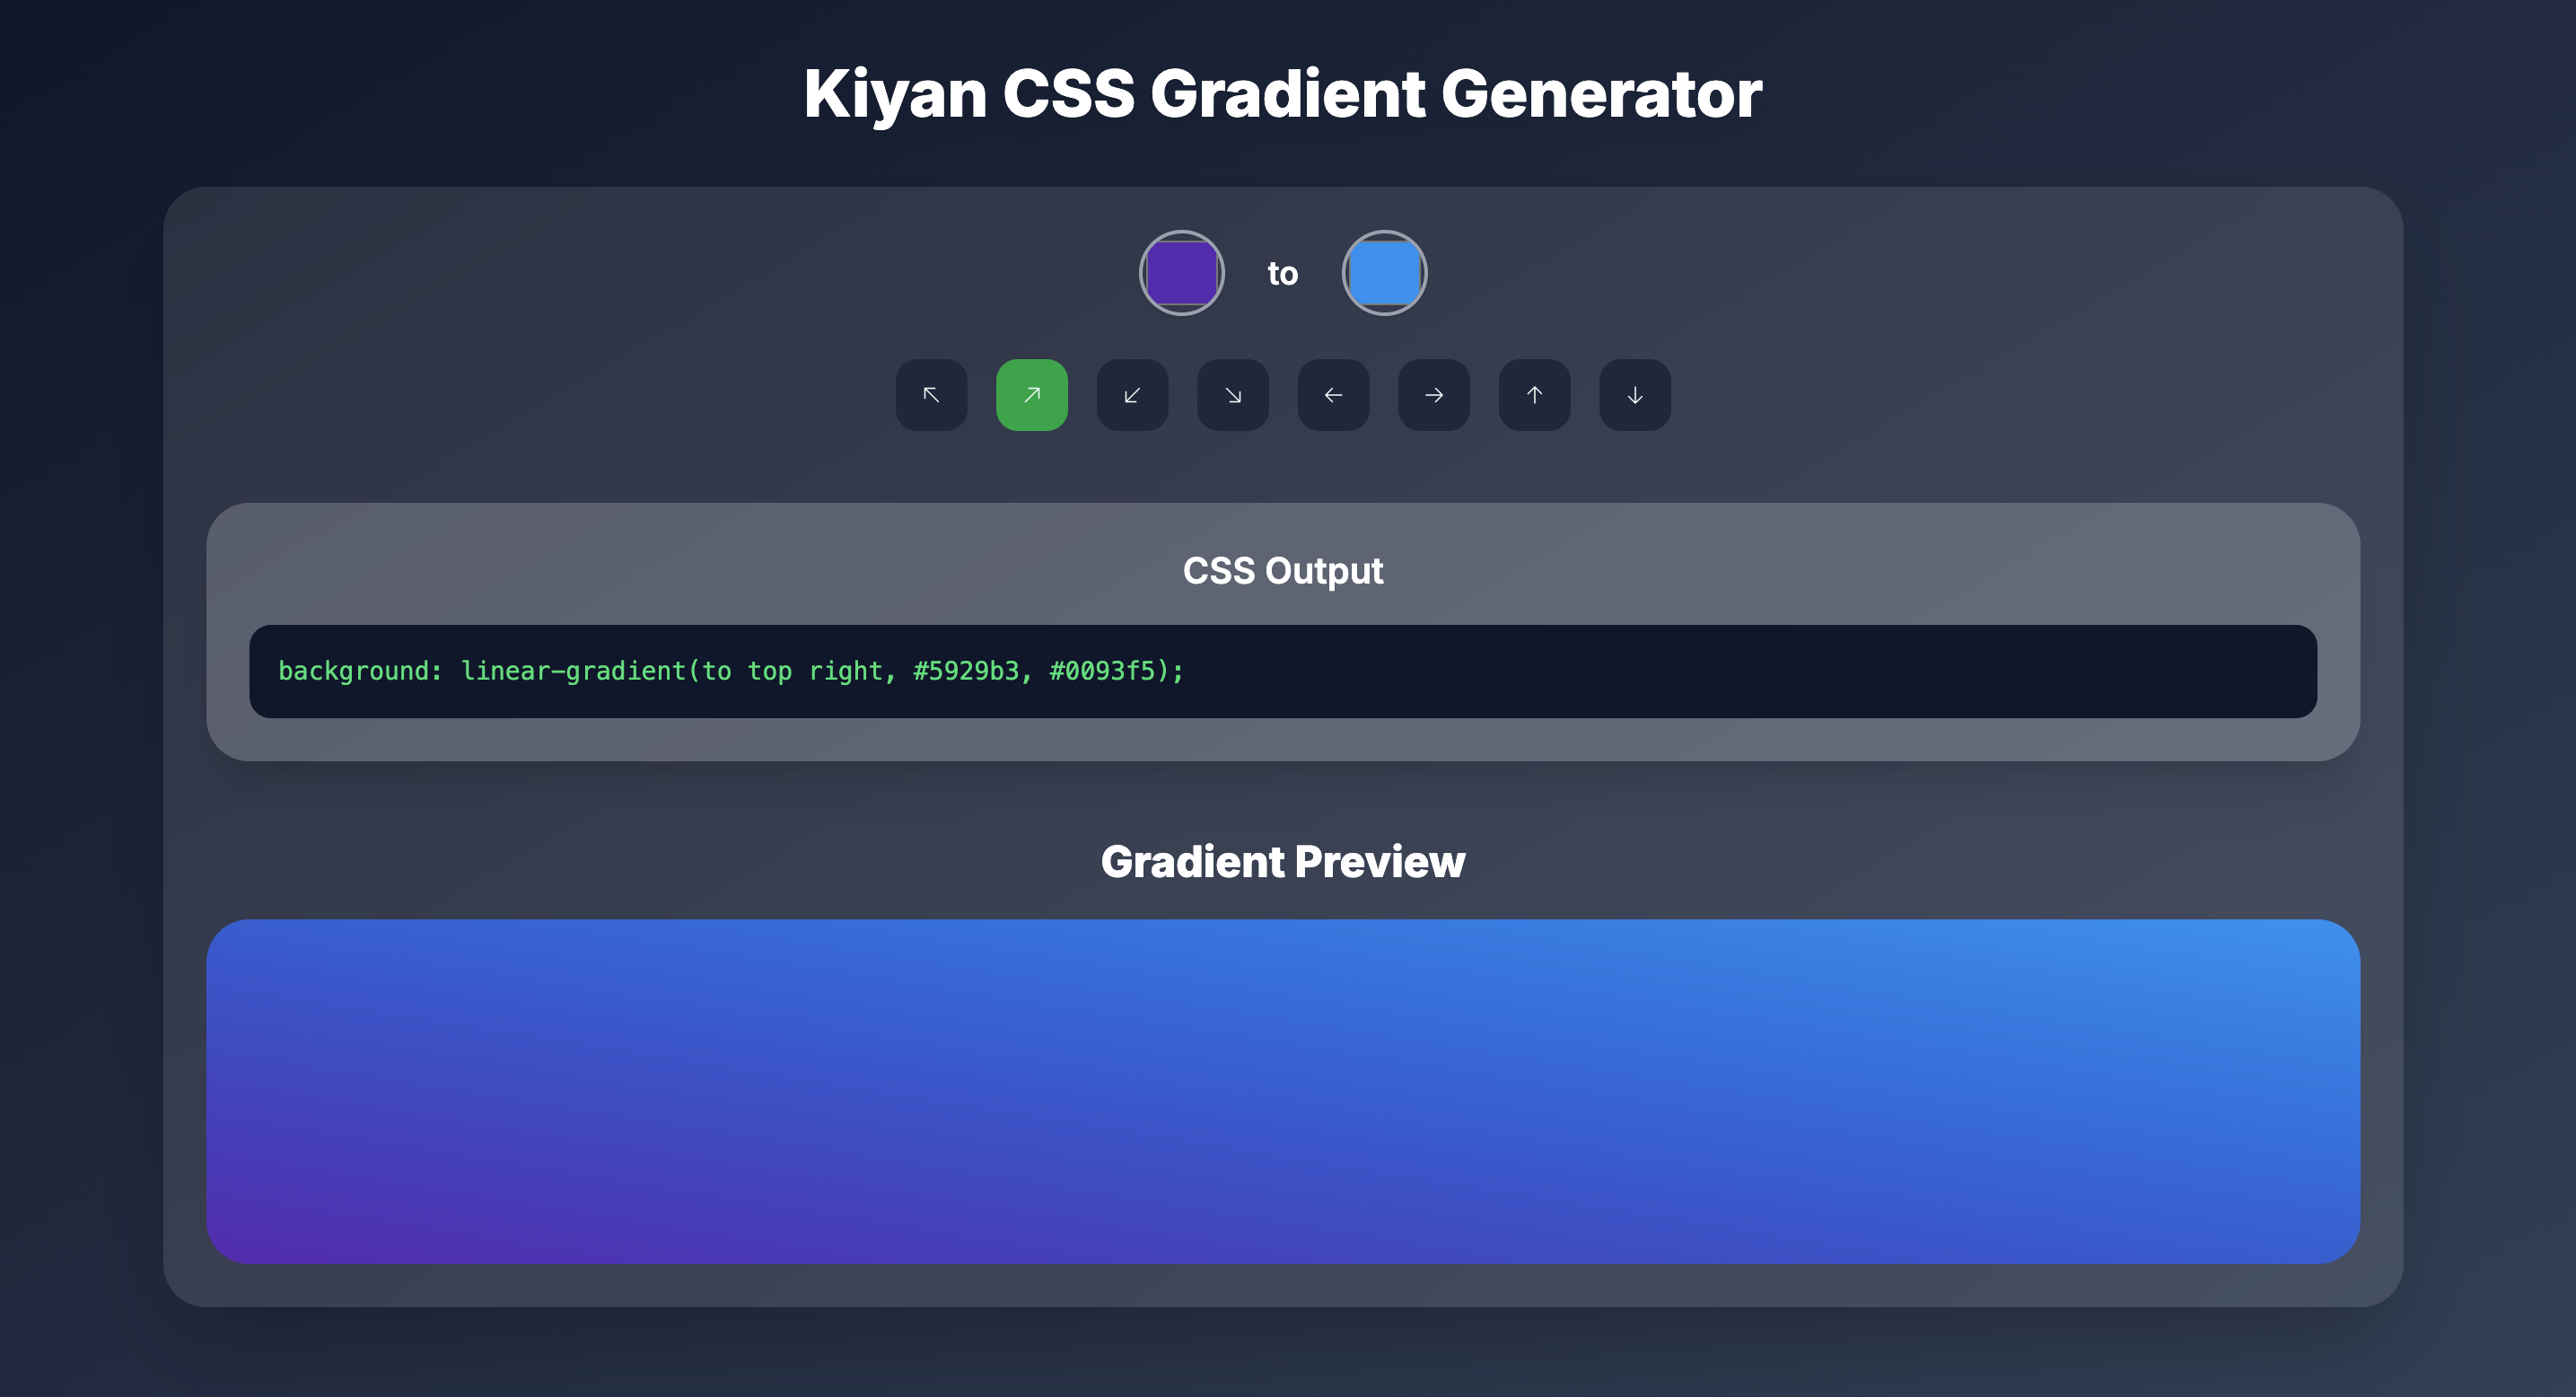 Kiyan CSS Gradient Generator
to
CSS Output
background: linear-gradient(to top right, #5929b3, #0093f5);
Gradient Preview